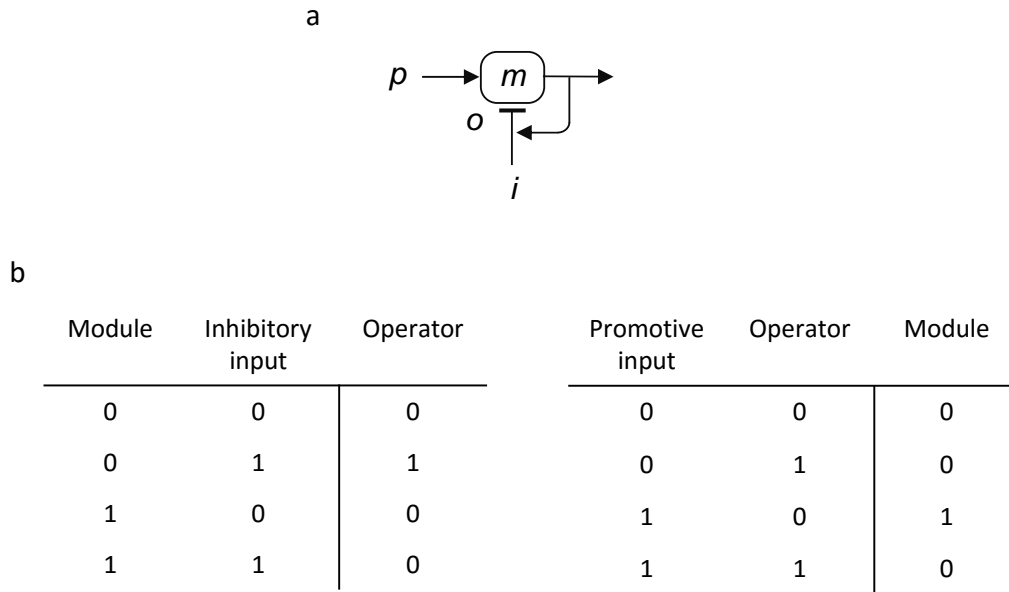 a
p
m
o
i
b
Module Inhibitory input Operator
0 0 0
0 1 1
1 0 0
1 1 0
Promotive input Operator Module
0 0 0
0 1 0
1 0 1
1 1 0